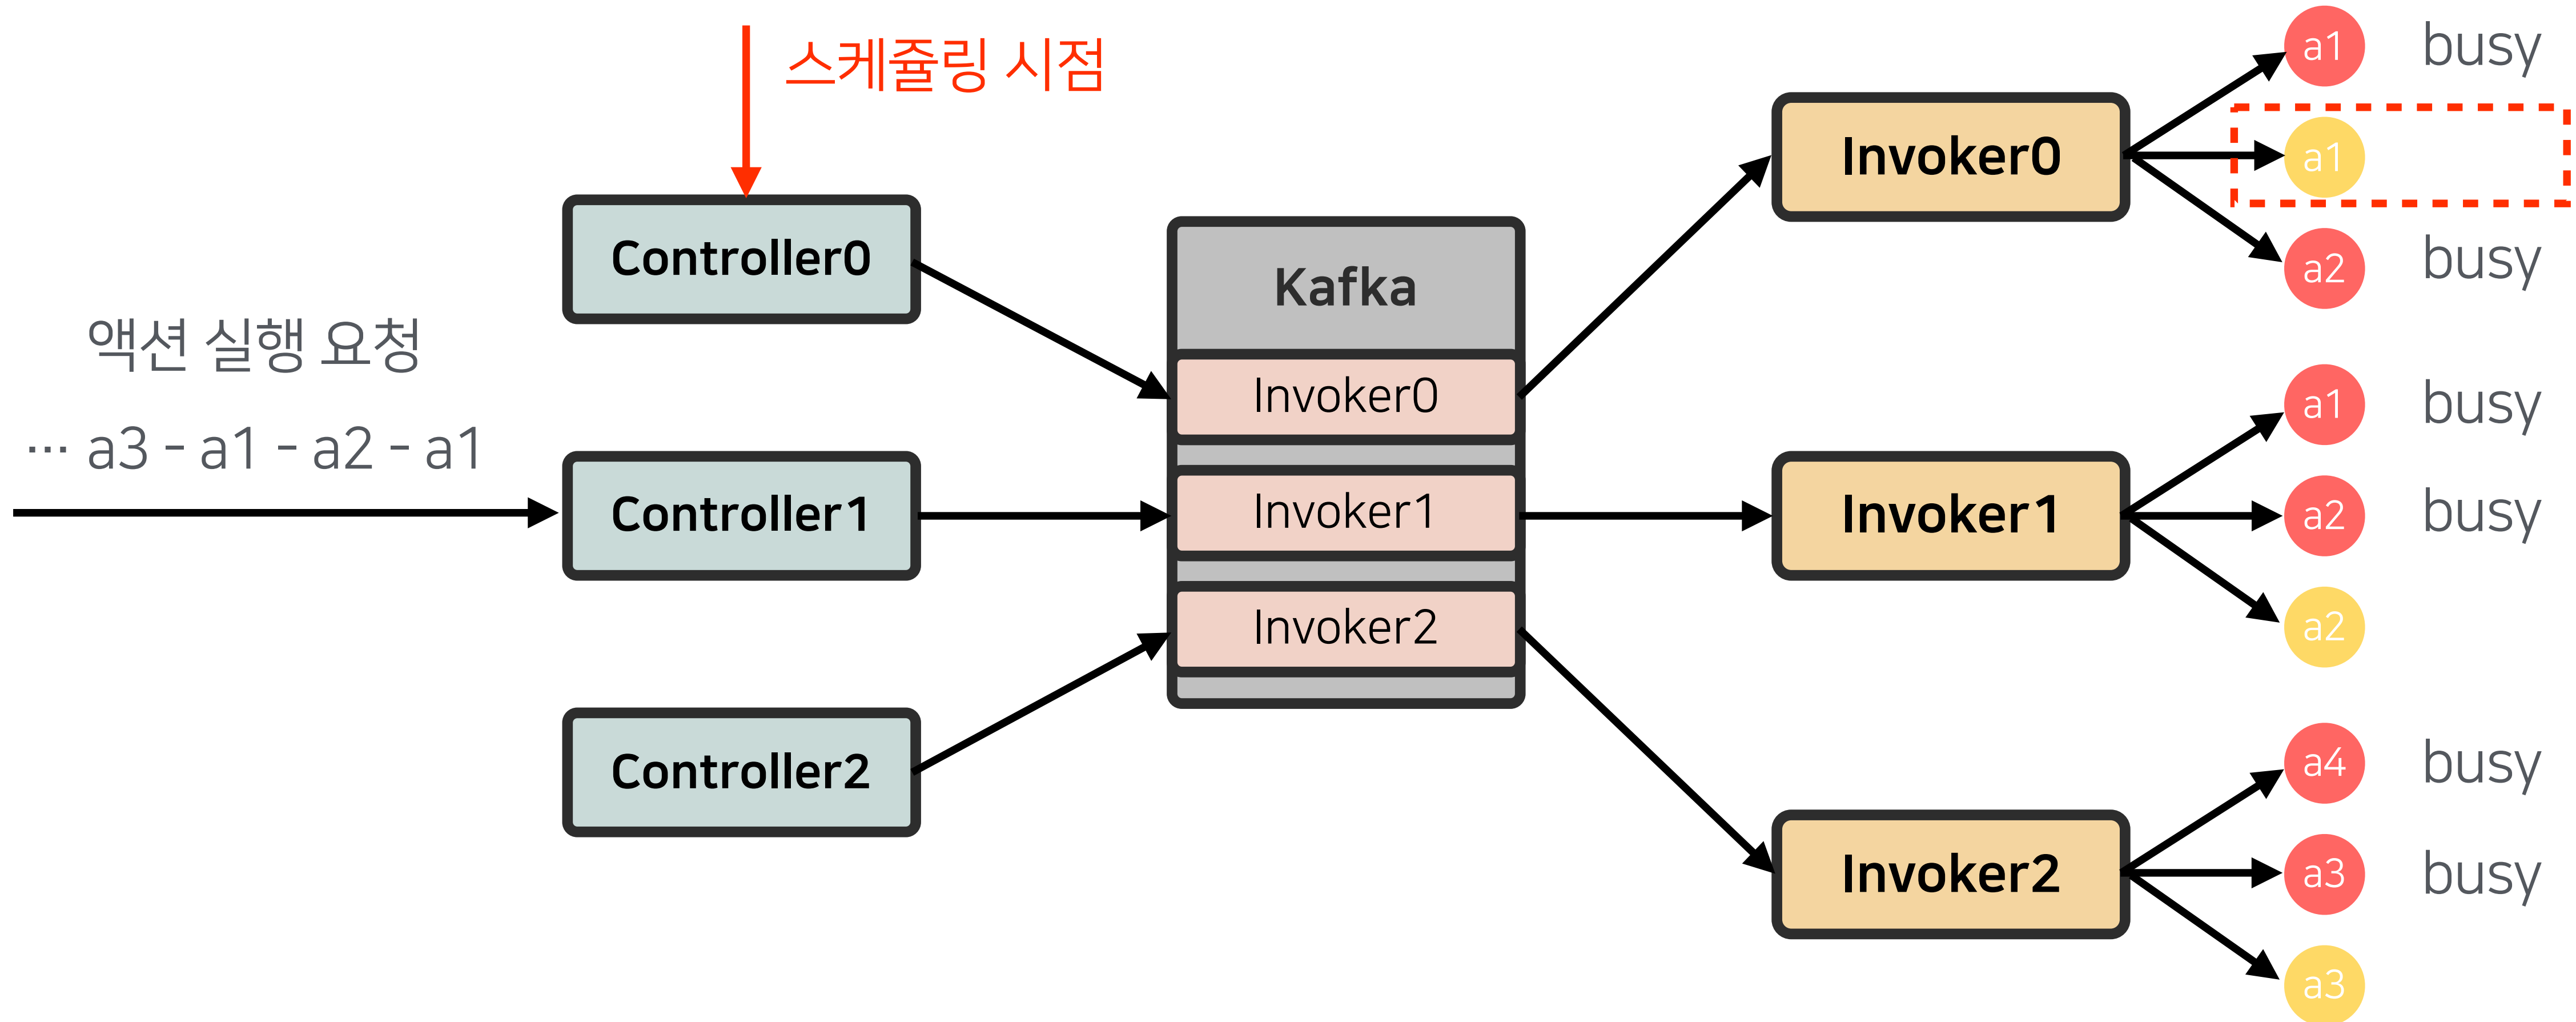 스케쥴링 시점
액션 실행 요청
··· a3 - a1 - a2 - a1
Controller0
Controller1
Controller2
Kafka
Invoker0
Invoker1
Invoker2
Invoker0
a1 busy
a1
a2 busy
Invoker1
a1 busy
a2 busy
a2
Invoker2
a4 busy
a3 busy
a3